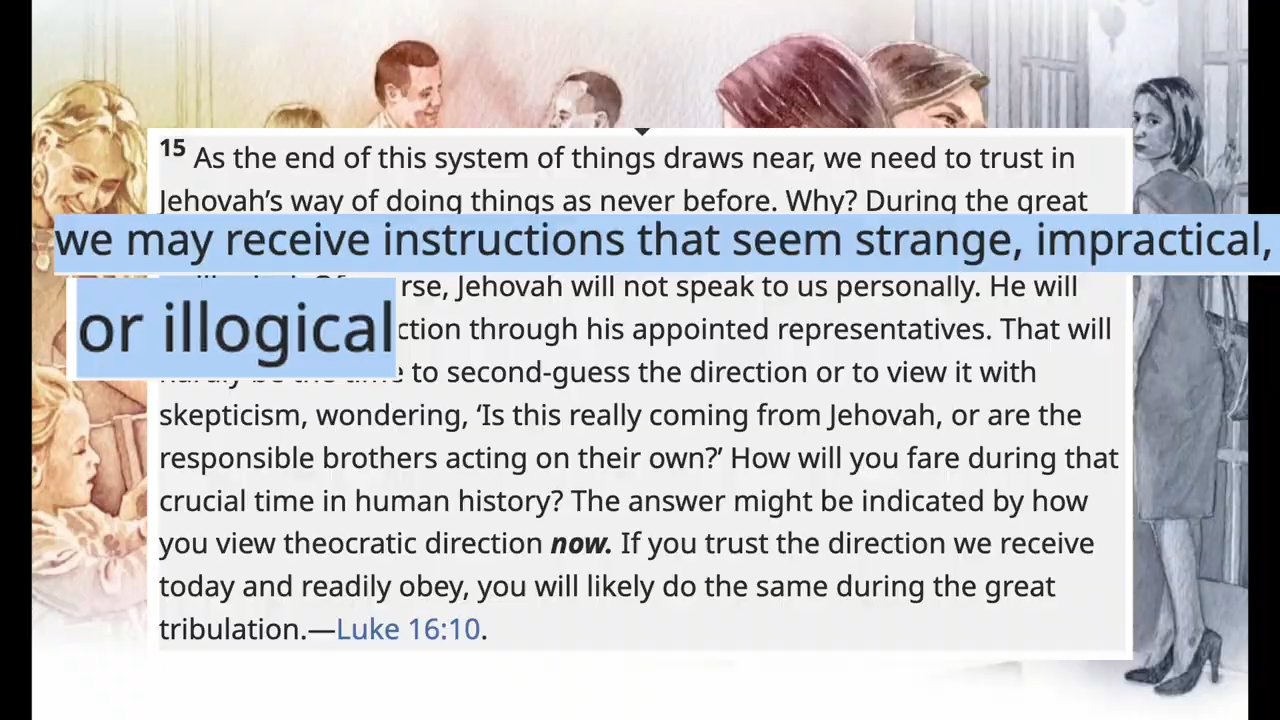 15 As the end of this system of things draws near, we need to trust in
Jehovah’s way of doing things as never before. Why? During the great
we may receive instructions that seem strange, impractical,
rse, Jehovah will not speak to us personally. He will
or illogical
ction through his appointed representatives. That will
to second-guess the direction or to view it with
skepticism, wondering, ‘Is this really coming from Jehovah, or are the
responsible brothers acting on their own?’ How will you fare during that
crucial time in human history? The answer might be indicated by how
you view theocratic direction now. If you trust the direction we receive
today and readily obey, you will likely do the same during the great
tribulation.—Luke 16:10.